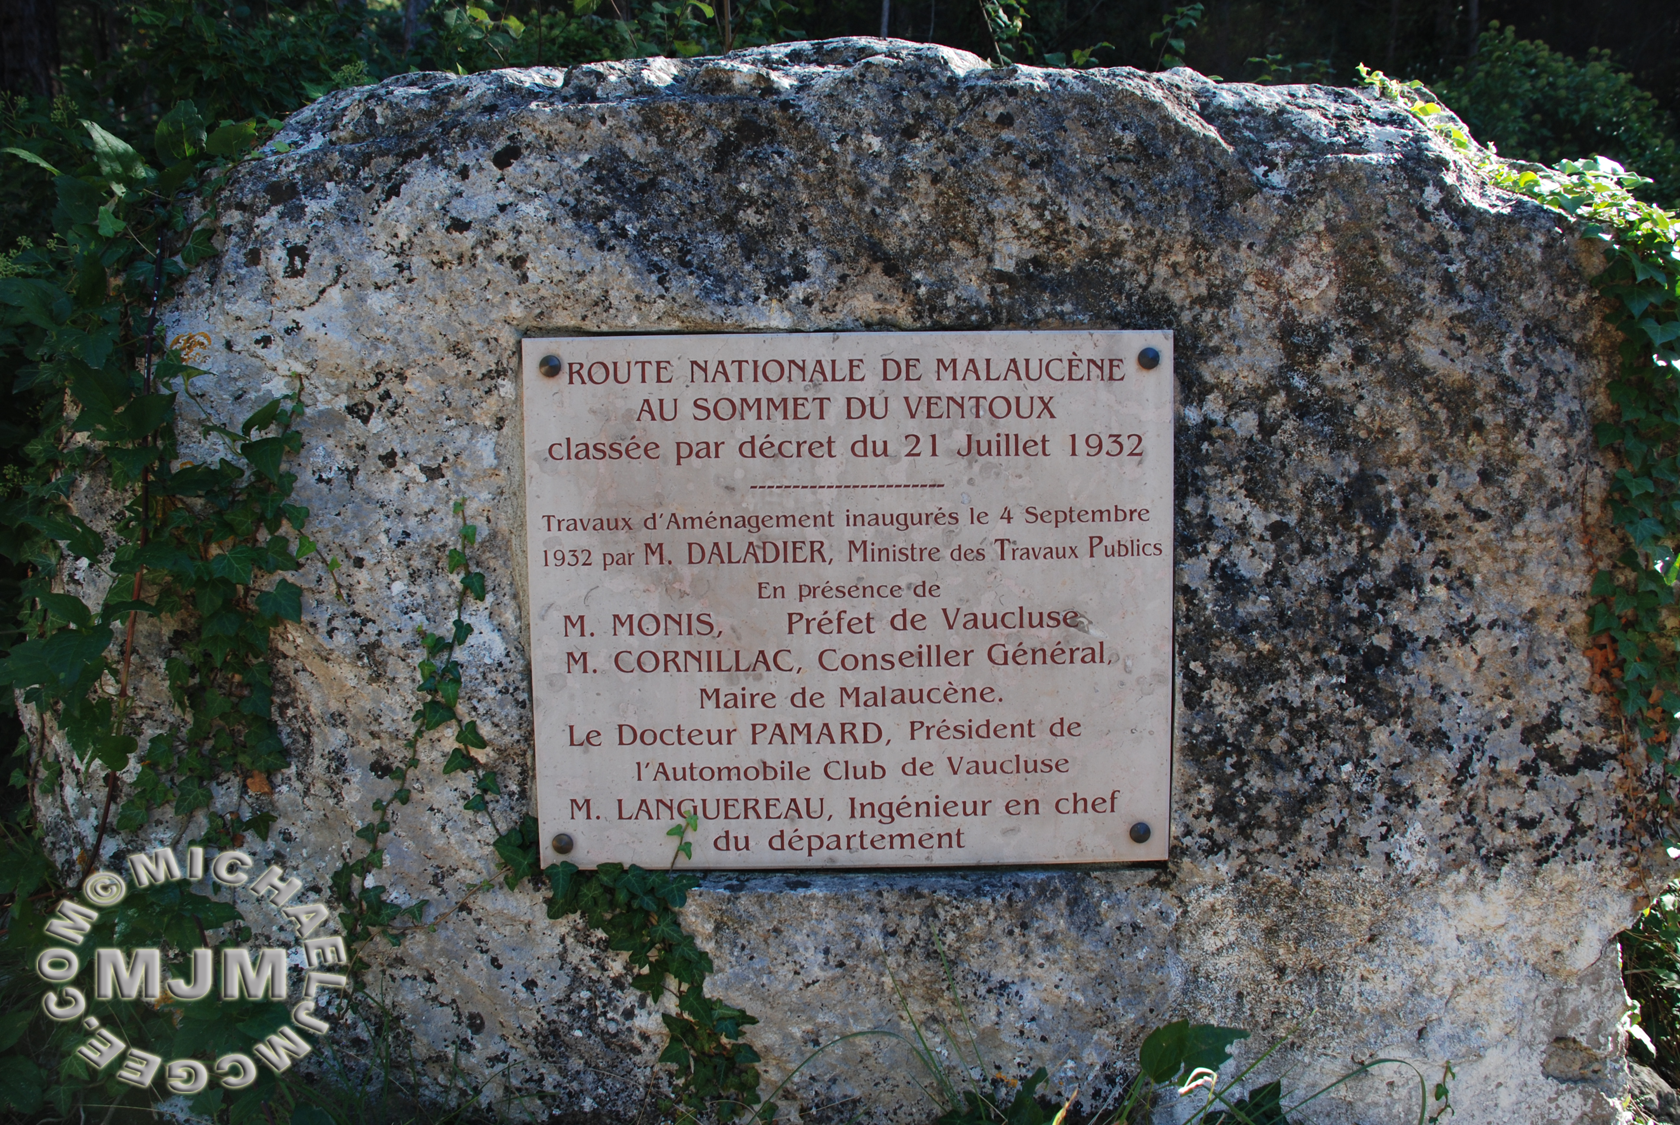 ROUTE NATIONALE DE MALAUCÈNE
AU SOMMET DU VENTOUX
classée par décret du 21 Juillet 1932
Travaux d'Aménagement inaugurés le 4 Septembre
1932 par M. DALADIER, Ministre des Travaux Publics
En présence de
M. MONIS, Préfet de Vaucluse
M. CORNILLAC, Conseiller Général,
Maire de Malaucène.
Le Docteur PAMARD, Président de
l'Automobile Club de Vaucluse
M. LANGUEREAU, Ingénieur en chef
du département
©MICHAELJMCGEE.COM
MJM